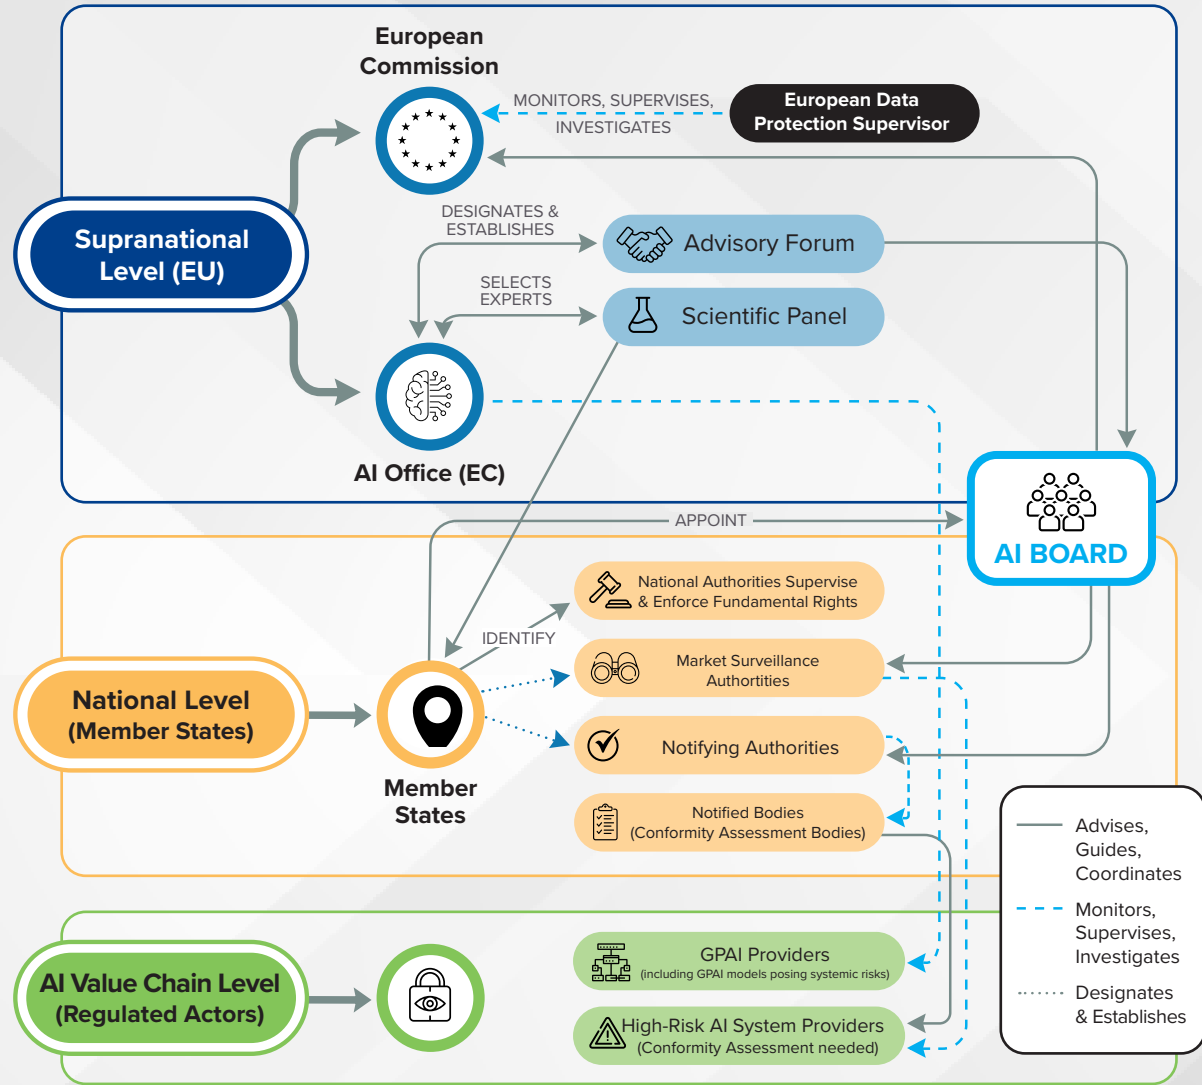 European
Commission
MONITORS, SUPERVISES,
INVESTIGATES
European Data
Protection Supervisor
Supranational
Level (EU)
DESIGNATES &
ESTABLISHES
Advisory Forum
SELECTS
EXPERTS
Scientific Panel
AI Office (EC)
AI BOARD
APPOINT
National Authorities Supervise
& Enforce Fundamental Rights
IDENTIFY
Market Surveillance
Authortities
National Level
(Member States)
Notifying Authorities
Member
States
Notified Bodies
(Conformity Assessment Bodies)
Advises,
Guides,
Coordinates
Monitors,
Supervises,
Investigates
Designates
& Establishes
AI Value Chain Level
(Regulated Actors)
GPAI Providers
(including GPAI models posing systemic risks)
High-Risk AI System Providers
(Conformity Assessment needed)